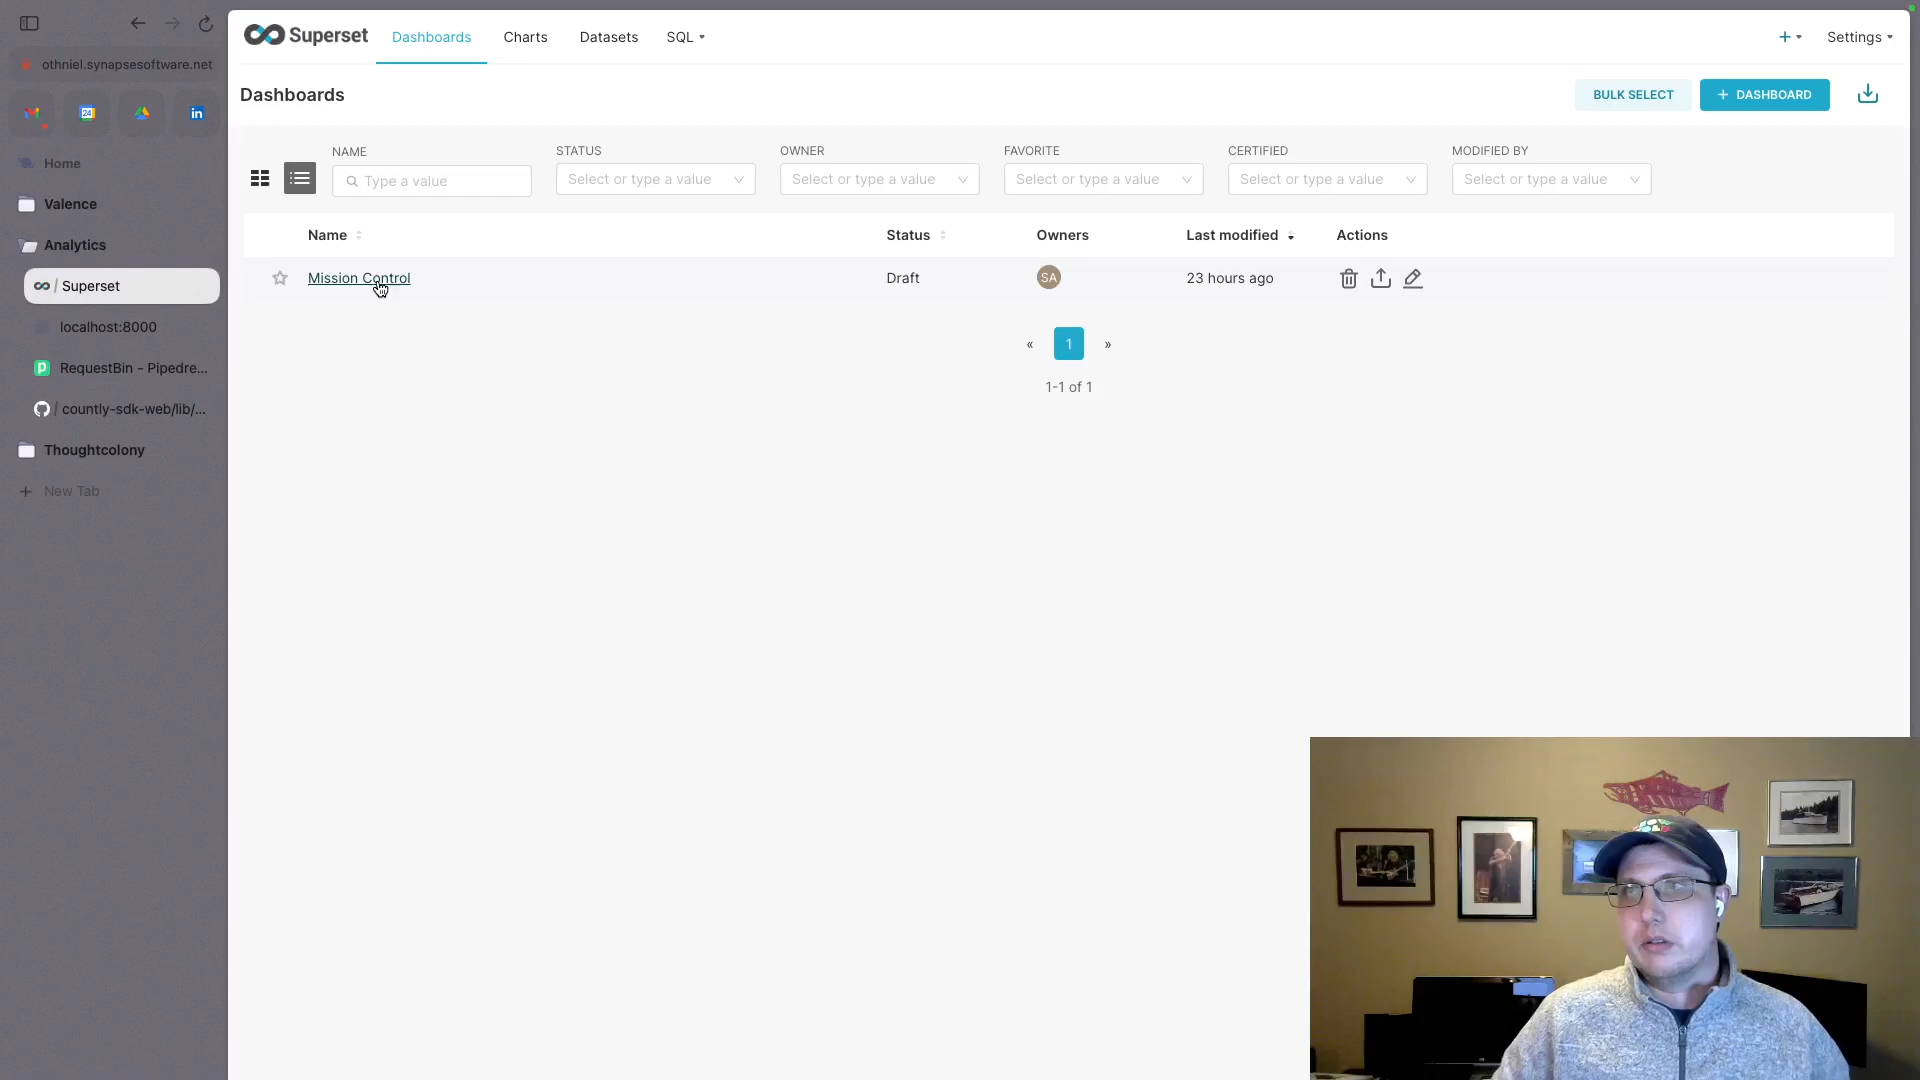 Superset
Dashboards
Charts
Datasets
SQL
Settings
othniel.synapsesoftware.net
24
in
Home
Valence
Analytics
/ Superset
localhost:8000
p
RequestBin - Pipedre...
/ countly-sdk-web/lib/...
Thoughtcolony
+ New Tab
Dashboards
BULK SELECT
+ DASHBOARD
NAME
Type a value
STATUS
Select or type a value
OWNER
Select or type a value
FAVORITE
Select or type a value
CERTIFIED
Select or type a value
MODIFIED BY
Select or type a value
Name
Status
Owners
Last modified
Actions
Mission Control
Draft
SA
23 hours ago
« 1 »
1-1 of 1